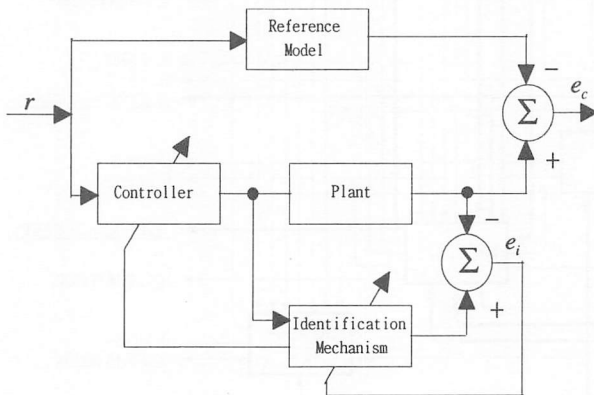 Reference
Model
−
e_c
r
Σ
+
Controller
Plant
−
e_i
Σ
+
Identification
Mechanism